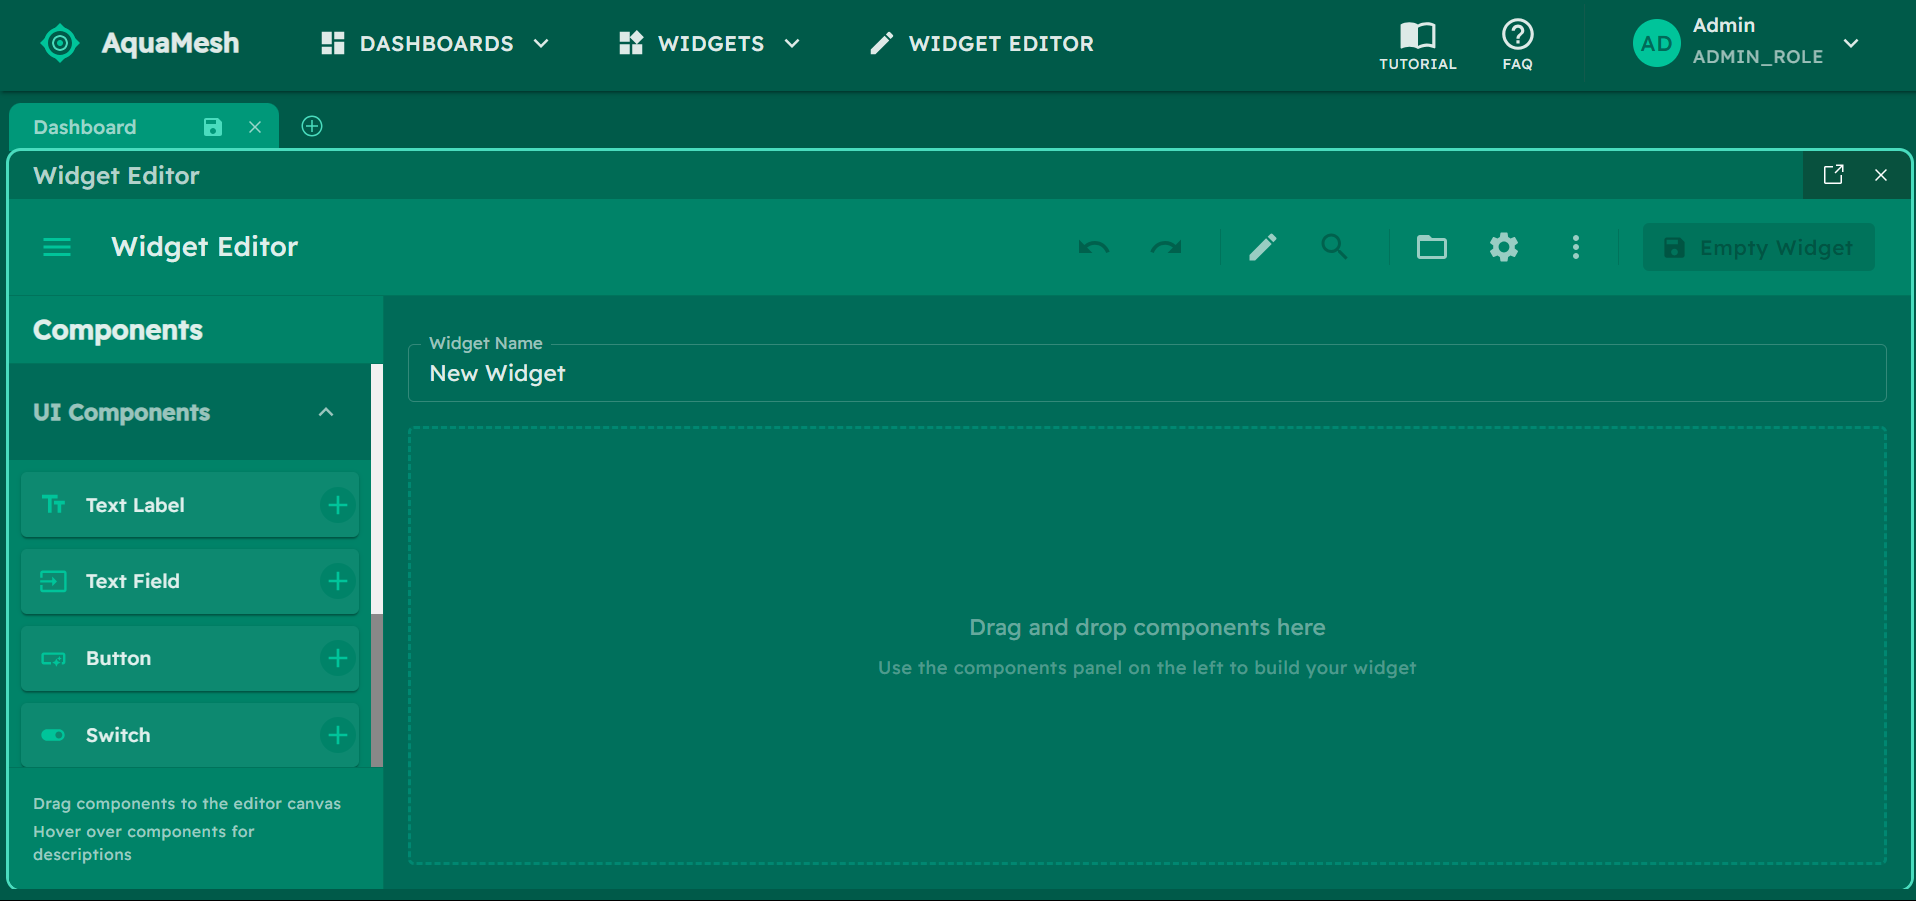 AquaMesh
DASHBOARDS
WIDGETS
WIDGET EDITOR
TUTORIAL
FAQ
AD
Admin
ADMIN_ROLE
Dashboard
Widget Editor
Widget Editor
Empty Widget
Components
UI Components
Text Label
Text Field
Button
Switch
Drag components to the editor canvas
Hover over components for
descriptions
Widget Name
New Widget
Drag and drop components here
Use the components panel on the left to build your widget